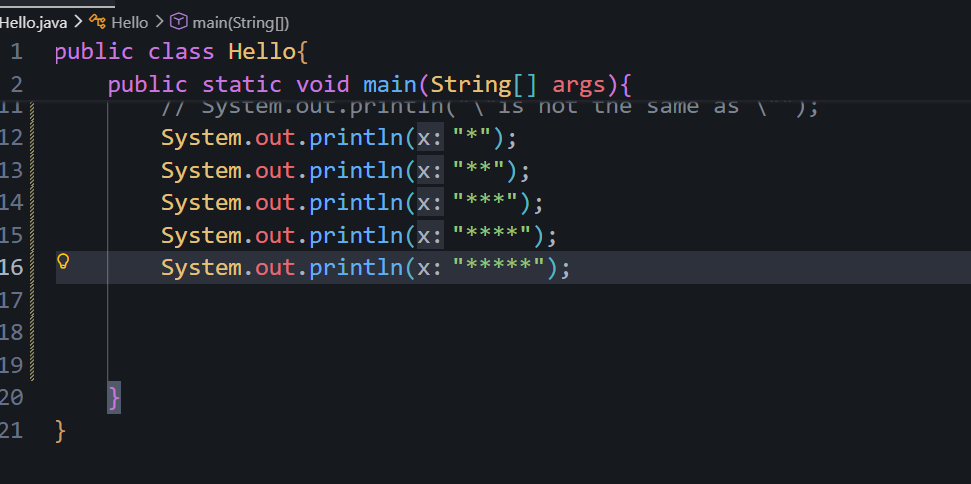 Hello.java > Hello > main(String[])
1 public class Hello{
2 public static void main(String[] args){
11 // System.out.println("\"is not the same as \"");
12 System.out.println(x: "*");
13 System.out.println(x: "**");
14 System.out.println(x: "***");
15 System.out.println(x: "****");
16 System.out.println(x: "*****");
17
18
19
20 }
21 }